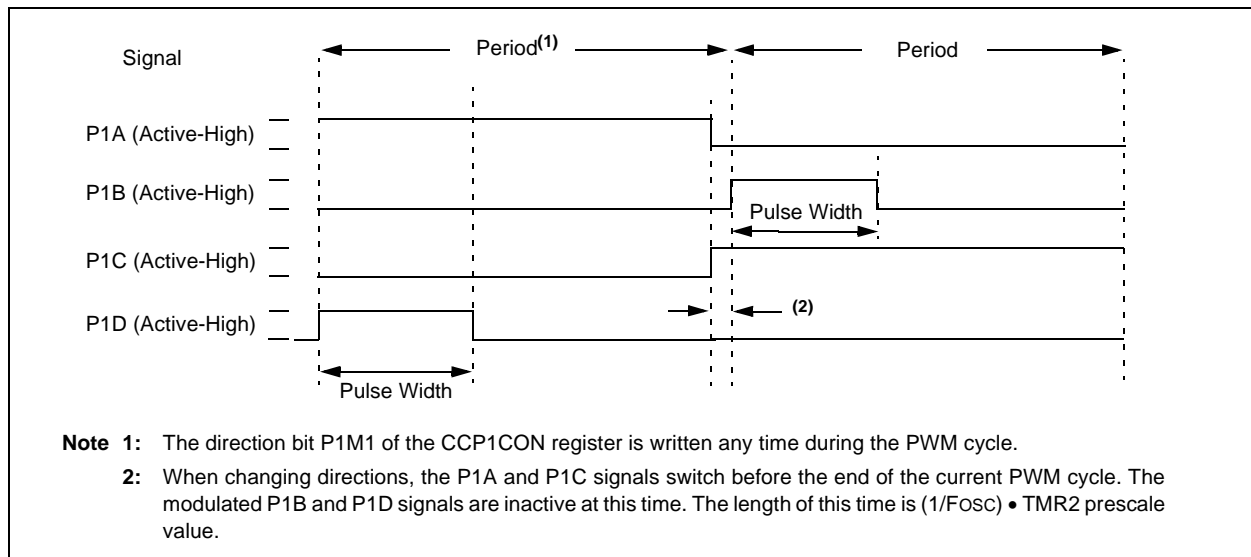 Signal
Period(1)
Period
P1A (Active-High)
P1B (Active-High)
Pulse Width
P1C (Active-High)
(2)
P1D (Active-High)
Pulse Width
Note 1: The direction bit P1M1 of the CCP1CON register is written any time during the PWM cycle.
2: When changing directions, the P1A and P1C signals switch before the end of the current PWM cycle. The
modulated P1B and P1D signals are inactive at this time. The length of this time is (1/FOSC) • TMR2 prescale
value.